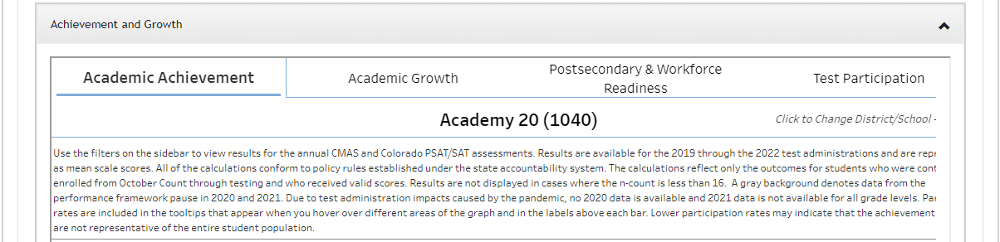 Achievement and Growth
Academic Achievement
Academic Growth
Postsecondary & Workforce
Readiness
Test Participation
Academy 20 (1040)
Click to Change District/School -
Use the filters on the sidebar to view results for the annual CMAS and Colorado PSAT/SAT assessments. Results are available for the 2019 through the 2022 test administrations and are
as mean scale scores. All of the calculations conform to policy rules established under the state accountability system. The calculations reflect only the outcomes for students who were
enrolled from October Count through testing and who received valid scores. Results are not displayed in cases where the n-count is less than 16. A gray background denotes data from the
performance framework pause in 2020 and 2021. Due to test administration impacts caused by the pandemic, no 2020 data is available and 2021 data is not available for all grade levels.
rates are included in the tooltips that appear when you hover over different areas of the graph and in the labels above each bar. Lower participation rates may indicate that the achievement
are not representative of the entire student population.